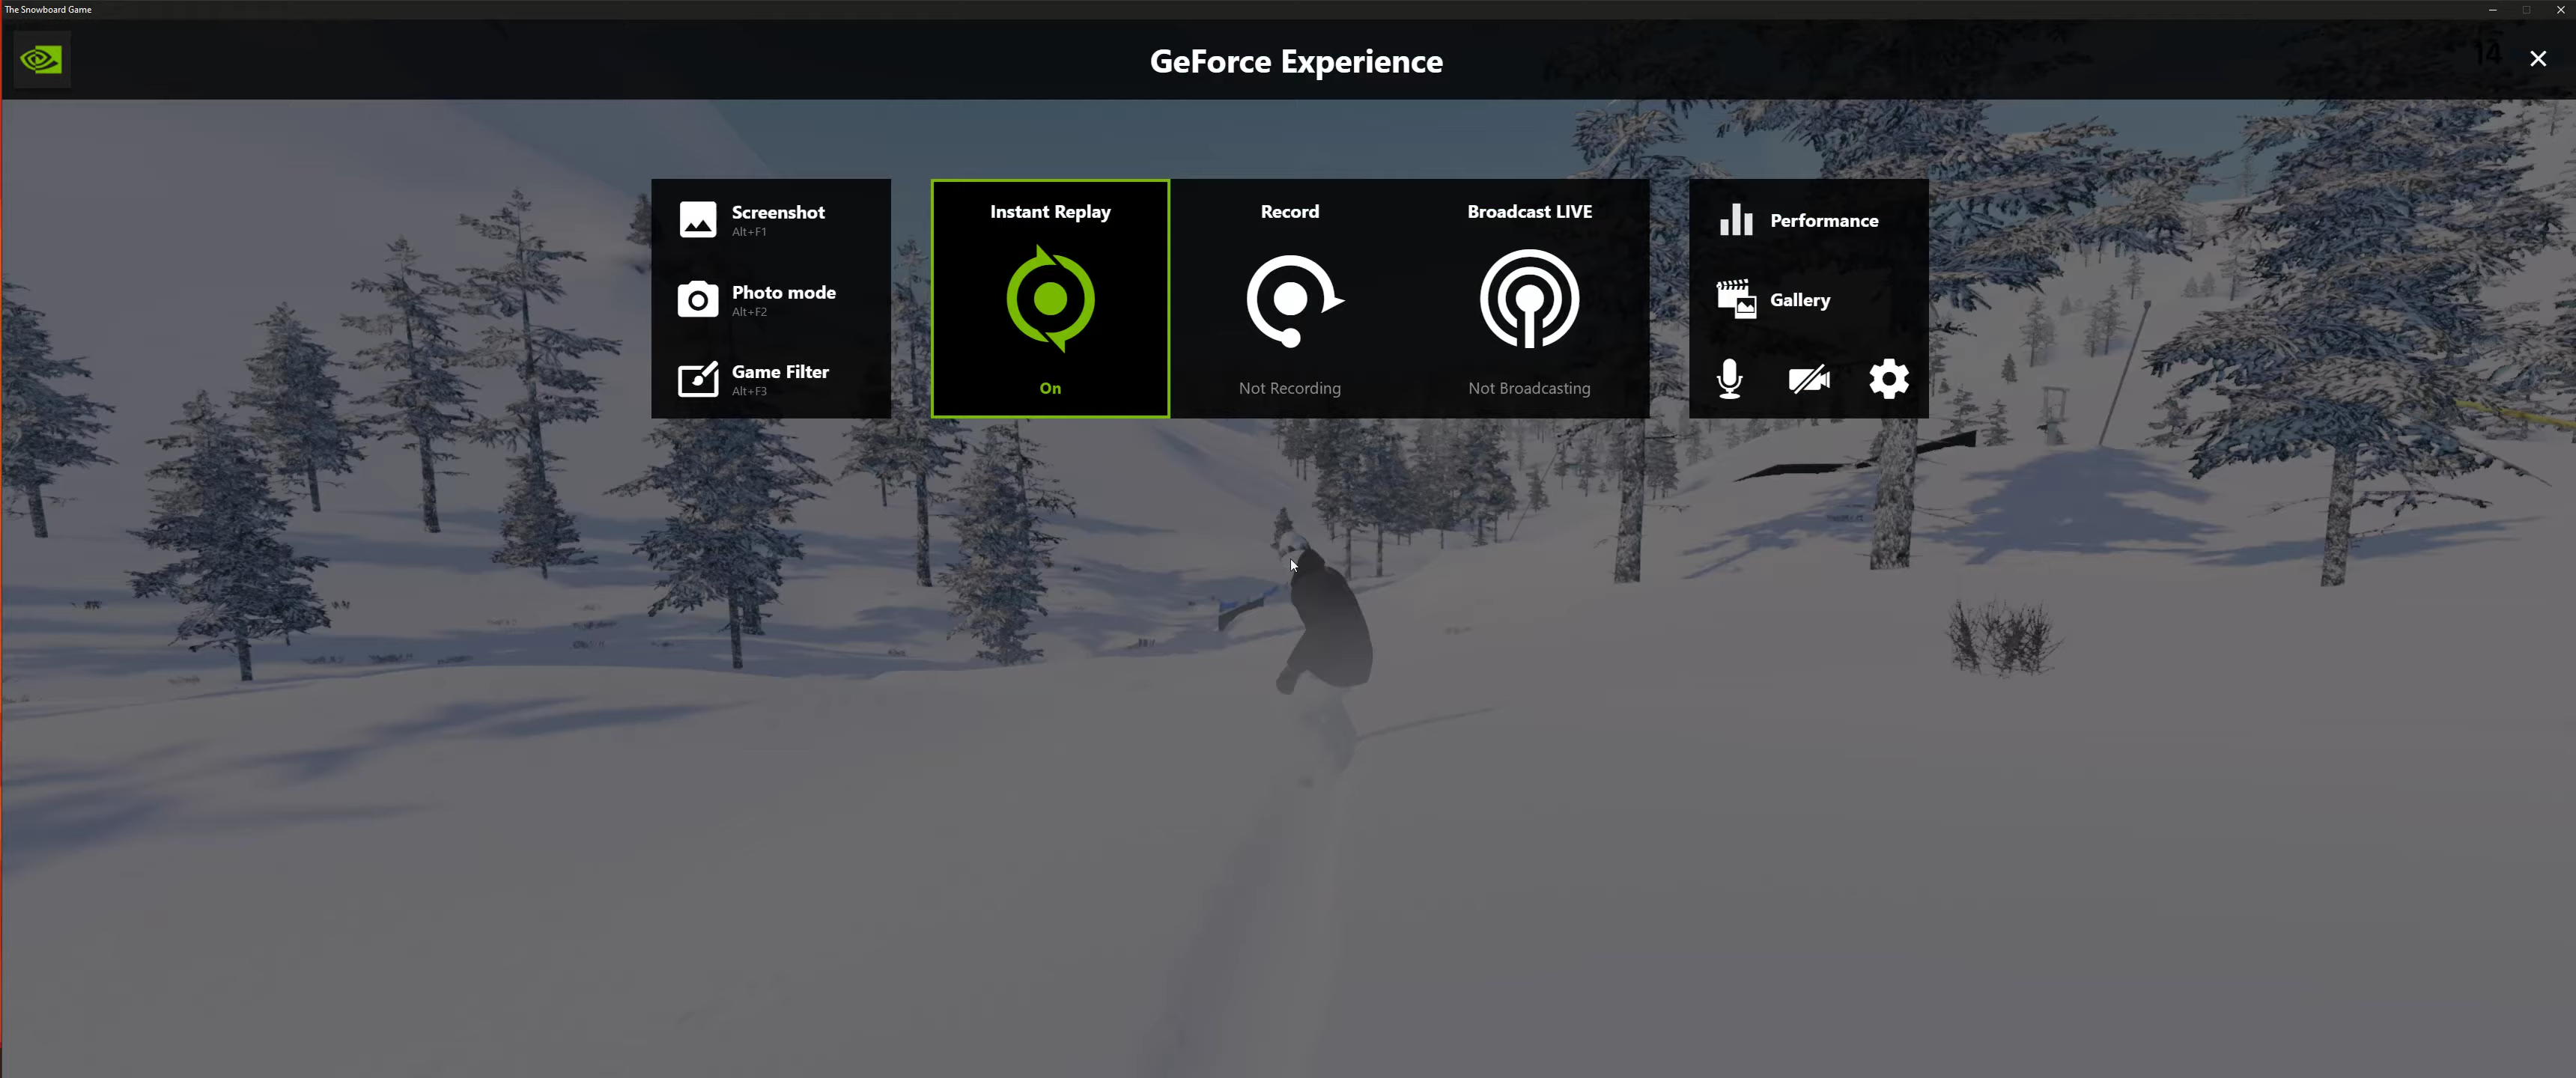 The Snowboard Game
GeForce Experience
14
Screenshot
Alt+F1
Photo mode
Alt+F2
Game Filter
Alt+F3
Instant Replay
On
Record
Not Recording
Broadcast LIVE
Not Broadcasting
Performance
Gallery